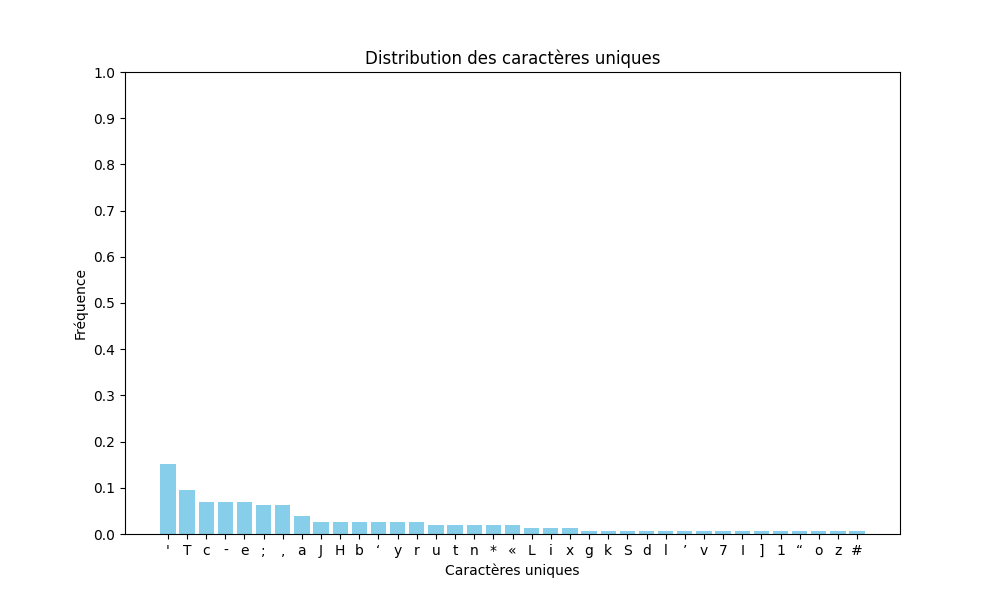 Distribution des caractères uniques
1.0
0.9
0.8
0.7
0.6
0.5
0.4
0.3
0.2
0.1
0.0
Fréquence
' T c - e ; , a J H b ‘ y r u t n * « L i x g k S d l ’ v 7 I ] 1 “ o z #
Caractères uniques